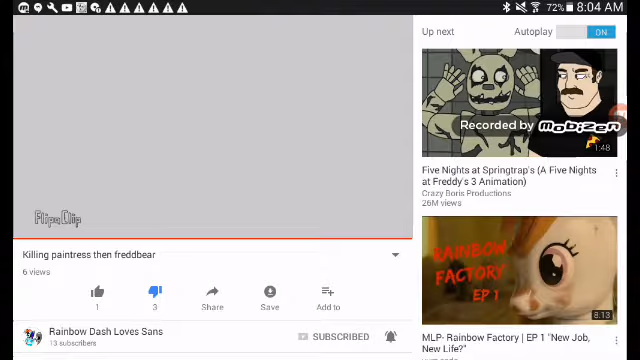 72% 8:04 AM
Up next Autoplay ON
Recorded by MOBIZEN
1:48
Five Nights at Springtrap's (A Five Nights
at Freddy's 3 Animation)
Crazy Boris Productions
26M views
FlipaClip
Killing paintress then freddbear
6 views
1 3 Share Save Add to
Rainbow Dash Loves Sans
13 subscribers
SUBSCRIBED
RAINBOW
FACTORY
EP 1
8:13
MLP- Rainbow Factory | EP 1 "New Job,
New Life?"